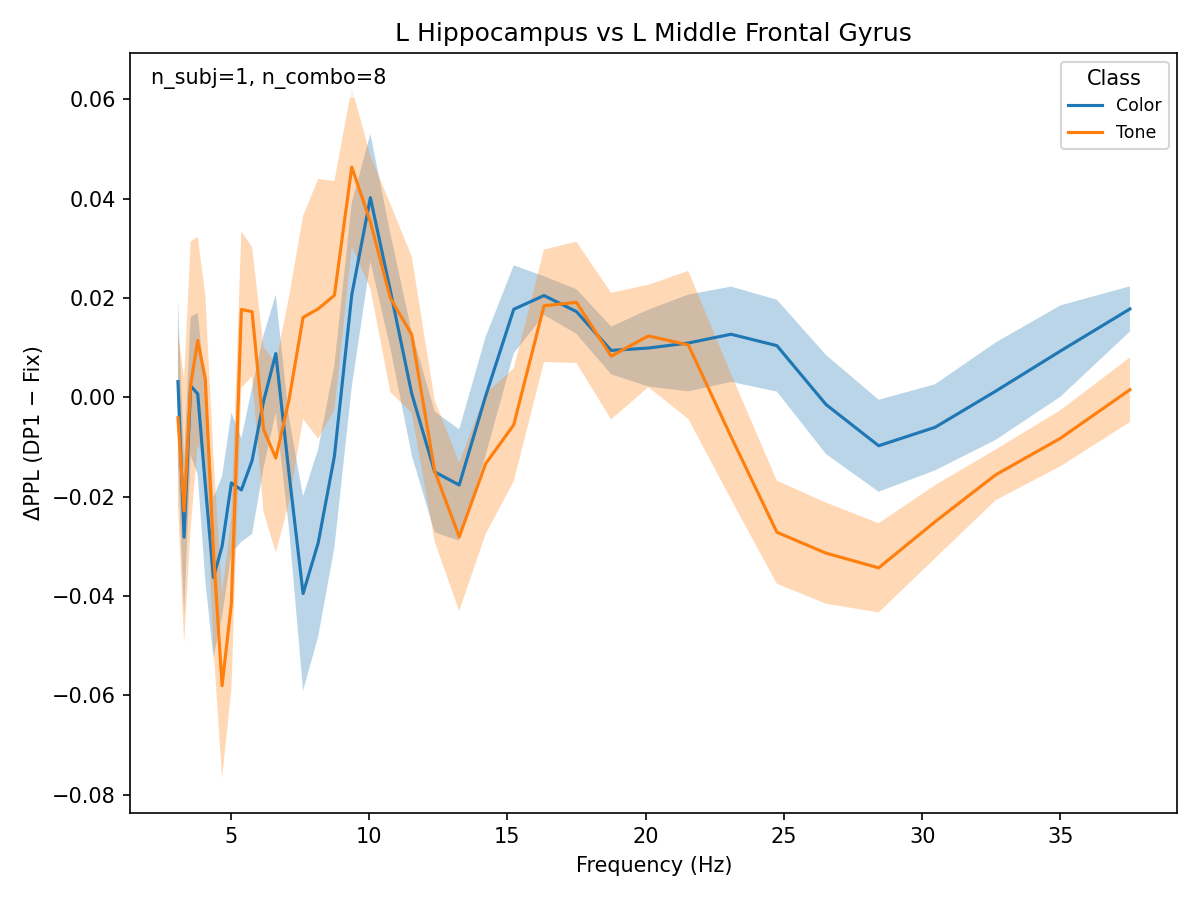 L Hippocampus vs L Middle Frontal Gyrus
n_subj=1, n_combo=8
Class
Color
Tone
ΔPPL (DP1 − Fix)
0.06
0.04
0.02
0.00
−0.02
−0.04
−0.06
−0.08
5 10 15 20 25 30 35
Frequency (Hz)